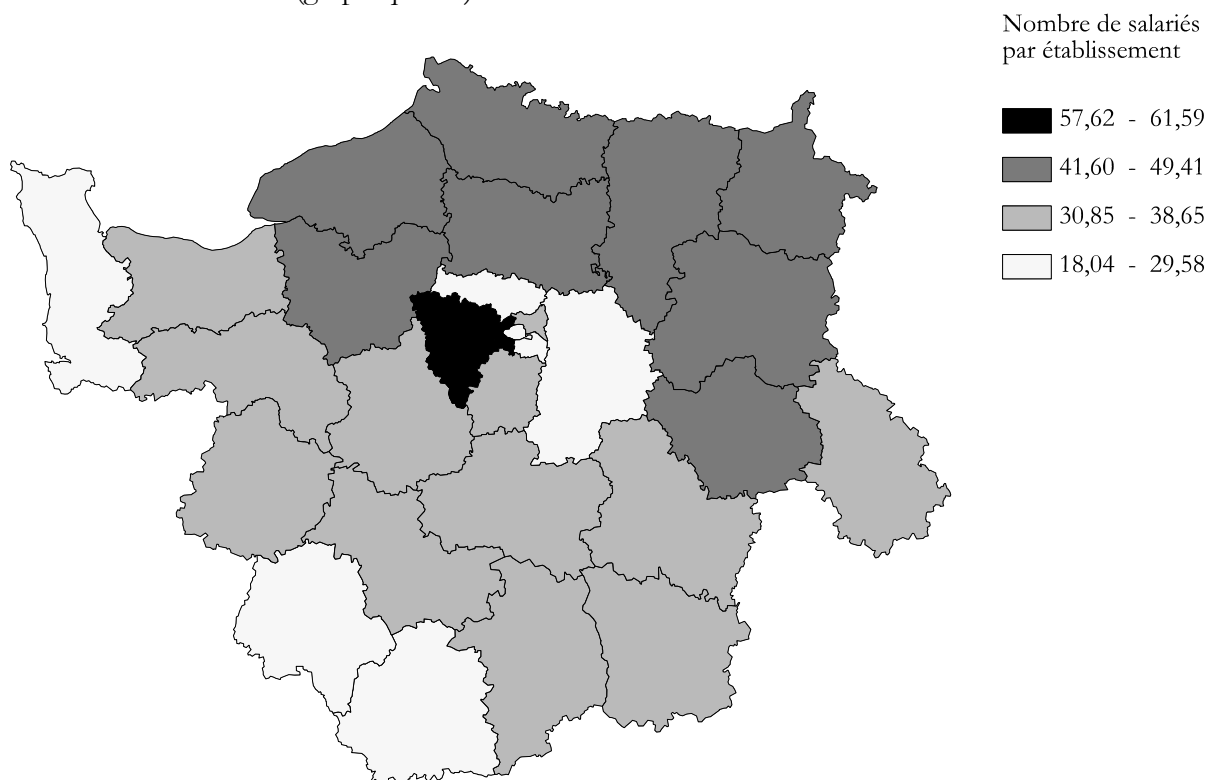 Nombre de salariés
par établissement
57,62 - 61,59
41,60 - 49,41
30,85 - 38,65
18,04 - 29,58